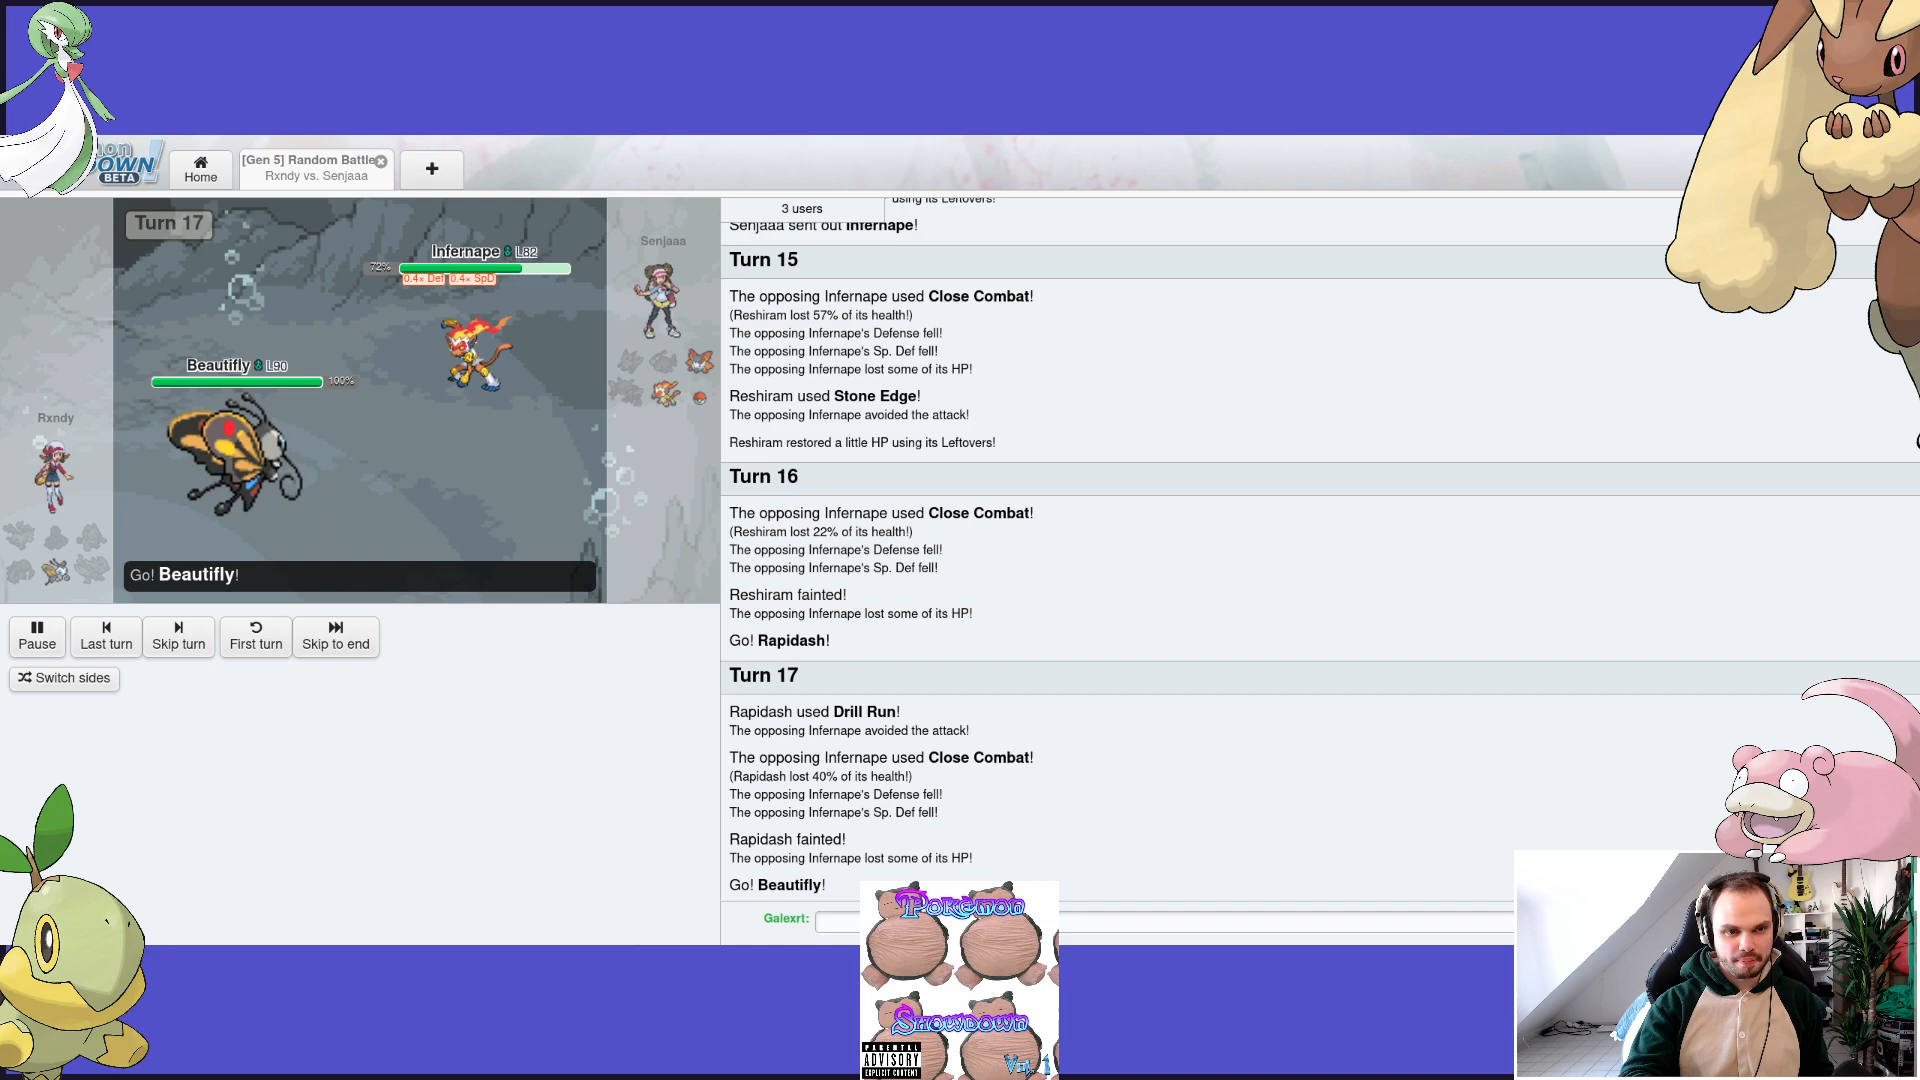 mon
OWN!
BETA
Home
[Gen 5] Random Battle
Rxndy vs. Senjaaa
Turn 17
Infernape L82
72%
0.4× Def 0.4× SpD
Beautifly L90
100%
Rxndy
Senjaaa
Go! Beautifly!
Pause
Last turn
Skip turn
First turn
Skip to end
Switch sides
3 users
using its Leftovers!
Senjaaa sent out Infernape!
Turn 15
The opposing Infernape used Close Combat!
(Reshiram lost 57% of its health!)
The opposing Infernape's Defense fell!
The opposing Infernape's Sp. Def fell!
The opposing Infernape lost some of its HP!
Reshiram used Stone Edge!
The opposing Infernape avoided the attack!
Reshiram restored a little HP using its Leftovers!
Turn 16
The opposing Infernape used Close Combat!
(Reshiram lost 22% of its health!)
The opposing Infernape's Defense fell!
The opposing Infernape's Sp. Def fell!
Reshiram fainted!
The opposing Infernape lost some of its HP!
Go! Rapidash!
Turn 17
Rapidash used Drill Run!
The opposing Infernape avoided the attack!
The opposing Infernape used Close Combat!
(Rapidash lost 40% of its health!)
The opposing Infernape's Defense fell!
The opposing Infernape's Sp. Def fell!
Rapidash fainted!
The opposing Infernape lost some of its HP!
Go! Beautifly!
Galexrt:
Pokémon
Showdown
Vol. 1
PARENTAL
ADVISORY
EXPLICIT CONTENT